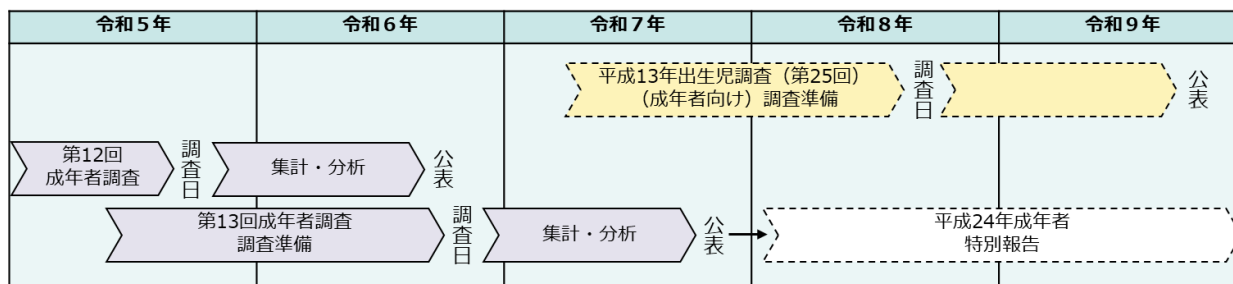 令和５年
令和６年
令和７年
令和８年
令和９年
平成13年出生児調査（第25回）
（成年者向け）調査準備
調査日
公表
第12回
成年者調査
調査日
集計・分析
公表
第13回成年者調査
調査準備
調査日
集計・分析
公表
平成24年成年者
特別報告